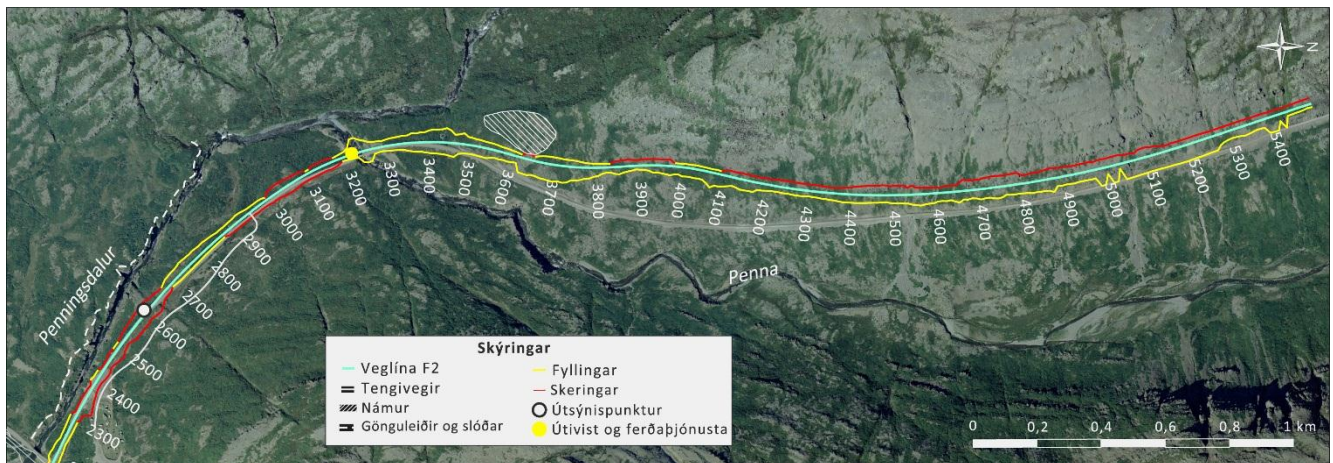 N
Penningsdalur
Penna
2300
2400
2500
2600
2700
2800
2900
3000
3100
3200
3300
3400
3500
3600
3700
3800
3900
4000
4100
4200
4300
4400
4500
4600
4700
4800
4900
5000
5100
5200
5300
5400
Skýringar
Veglína F2
Tengivegir
Námur
Gönguleiðir og slóðar
Fyllingar
Skeringar
Útsýnispunktur
Útivist og ferðaþjónusta
0 0,2 0,4 0,6 0,8 1 km